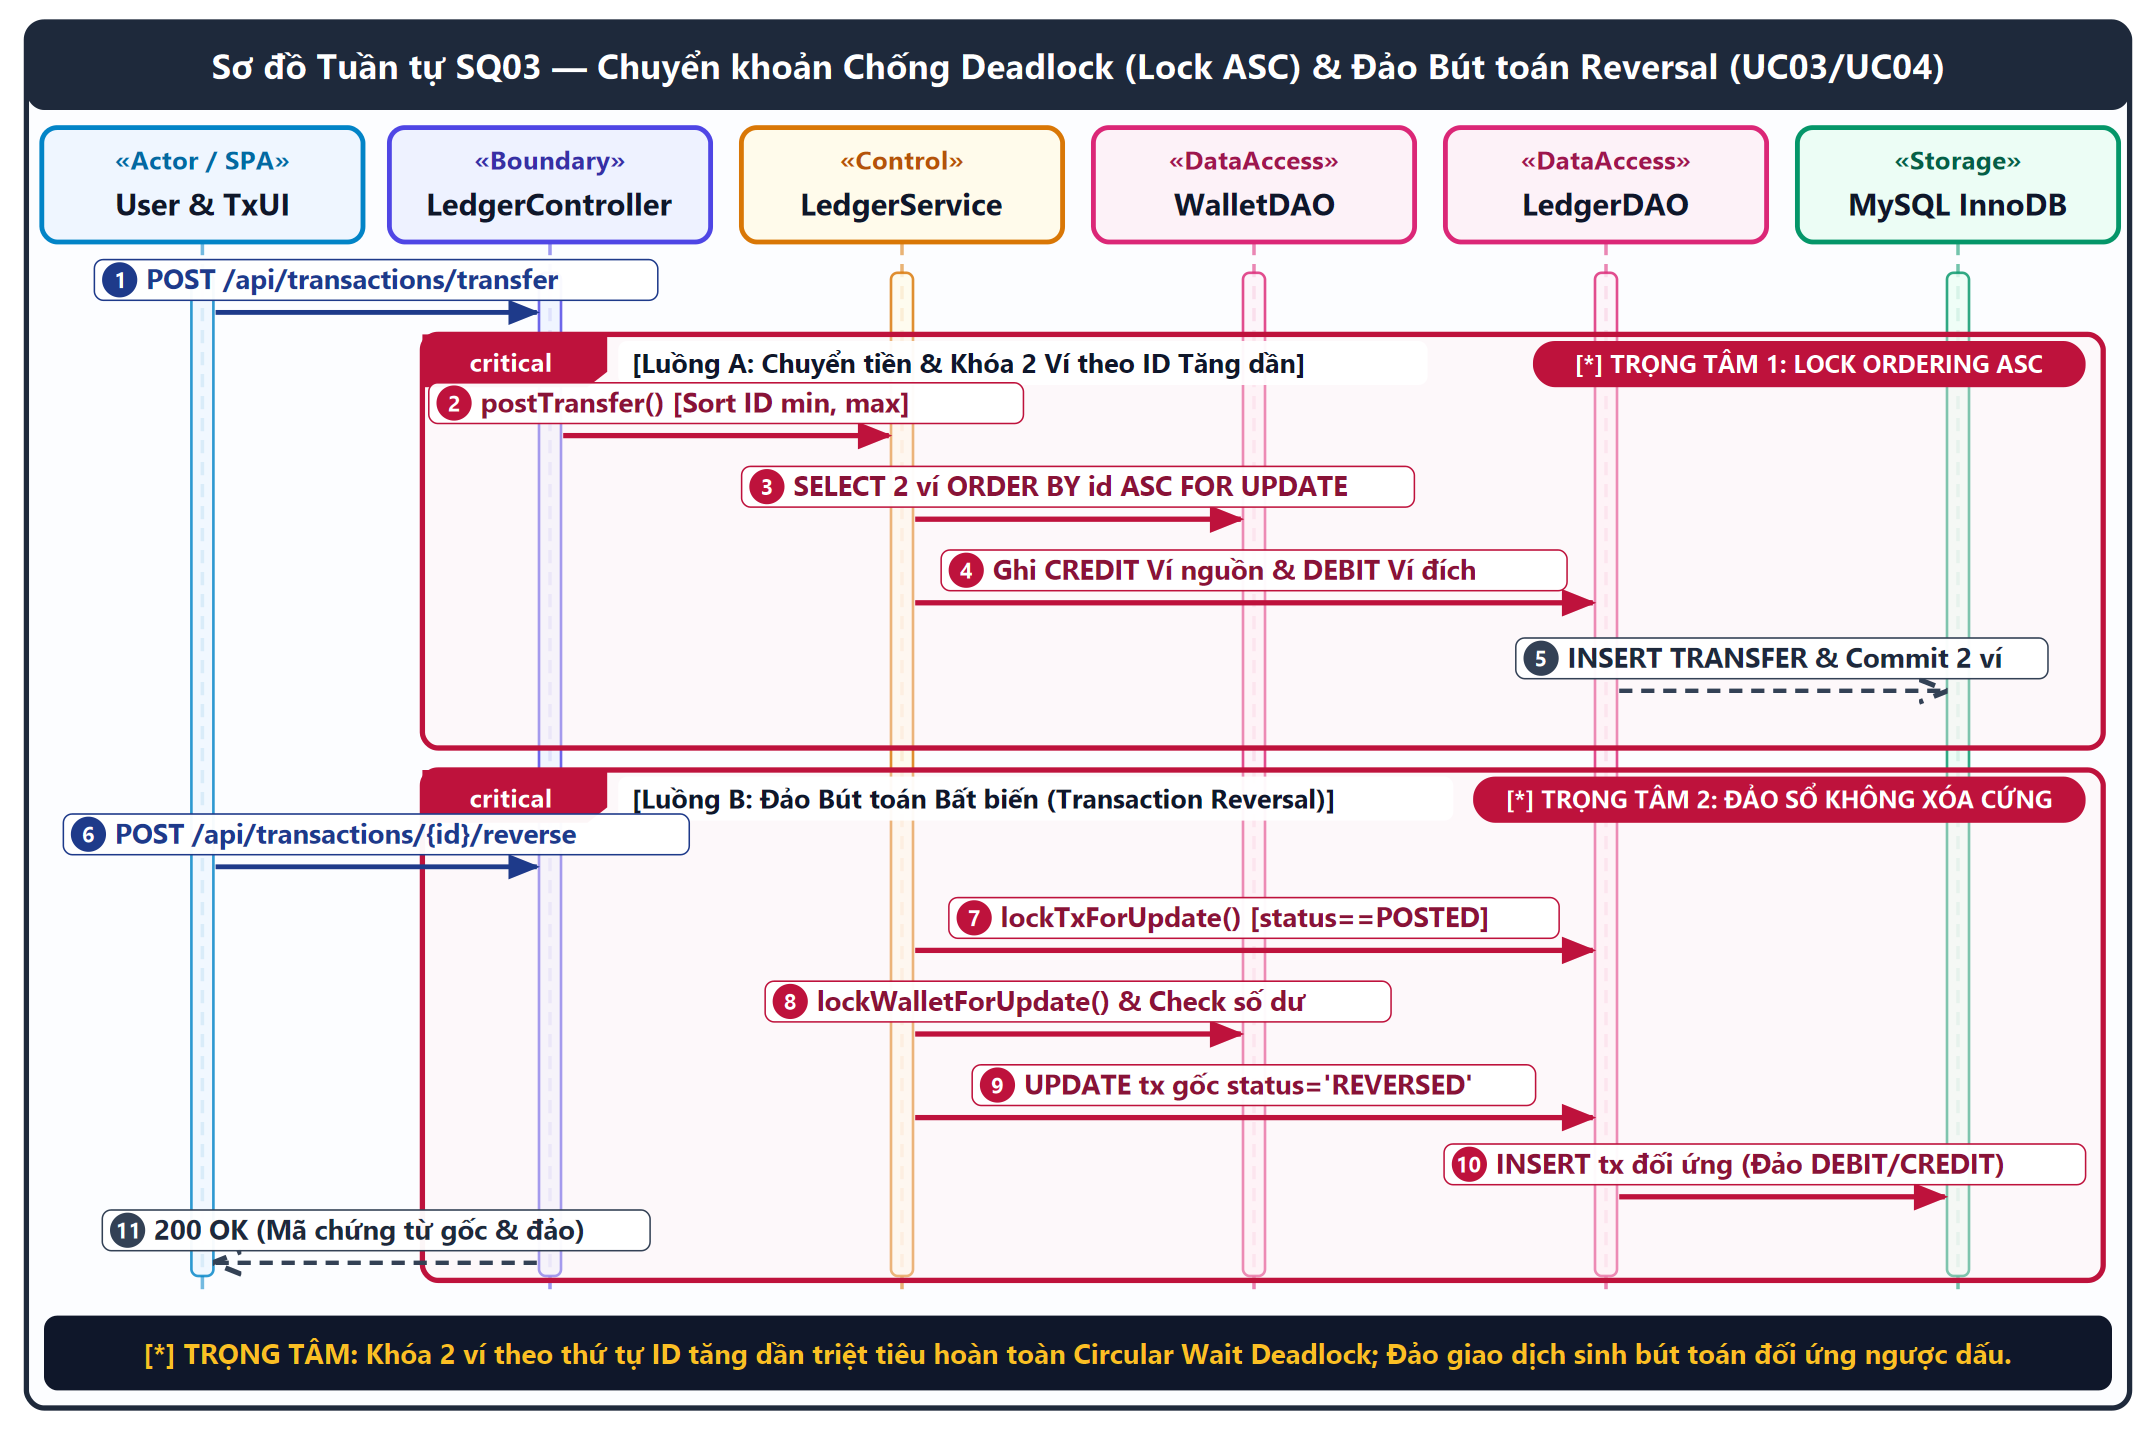 Sơ đồ Tuần tự SQ03 — Chuyển khoản Chống Deadlock (Lock ASC) & Đảo Bút toán Reversal (UC03/UC04)
«Actor / SPA»
User & TxUI
«Boundary»
LedgerController
«Control»
LedgerService
«DataAccess»
WalletDAO
«DataAccess»
LedgerDAO
«Storage»
MySQL InnoDB
1 POST /api/transactions/transfer
critical
[Luồng A: Chuyển tiền & Khóa 2 Ví theo ID Tăng dần]
[*] TRỌNG TÂM 1: LOCK ORDERING ASC
2 postTransfer() [Sort ID min, max]
3 SELECT 2 ví ORDER BY id ASC FOR UPDATE
4 Ghi CREDIT Ví nguồn & DEBIT Ví đích
5 INSERT TRANSFER & Commit 2 ví
critical
[Luồng B: Đảo Bút toán Bất biến (Transaction Reversal)]
[*] TRỌNG TÂM 2: ĐẢO SỔ KHÔNG XÓA CỨNG
6 POST /api/transactions/{id}/reverse
7 lockTxForUpdate() [status==POSTED]
8 lockWalletForUpdate() & Check số dư
9 UPDATE tx gốc status='REVERSED'
10 INSERT tx đối ứng (Đảo DEBIT/CREDIT)
11 200 OK (Mã chứng từ gốc & đảo)
[*] TRỌNG TÂM: Khóa 2 ví theo thứ tự ID tăng dần triệt tiêu hoàn toàn Circular Wait Deadlock; Đảo giao dịch sinh bút toán đối ứng ngược dấu.